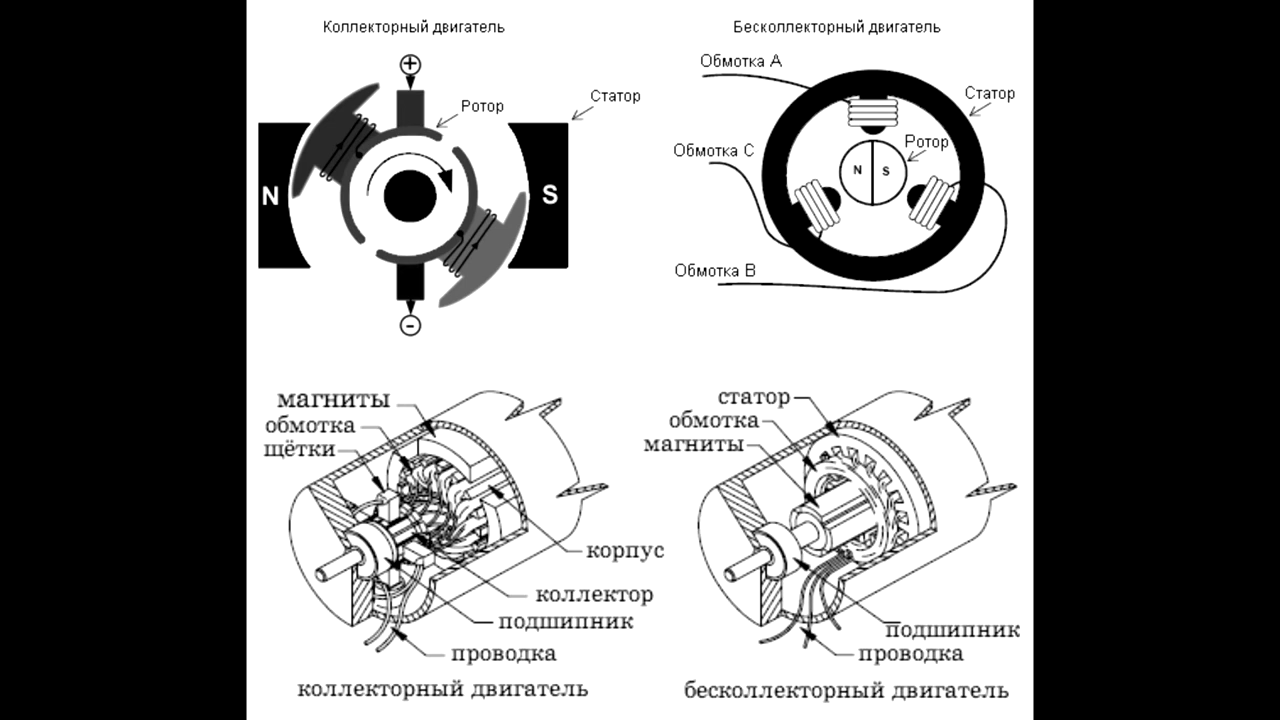 Коллекторный двигатель
+
Ротор
Статор
N
S
-
Бесколлекторный двигатель
Обмотка А
Статор
Обмотка С
Ротор
N
S
Обмотка В
магниты
обмотка
щётки
корпус
коллектор
подшипник
проводка
коллекторный двигатель
статор
обмотка
магниты
подшипник
проводка
бесколлекторный двигатель